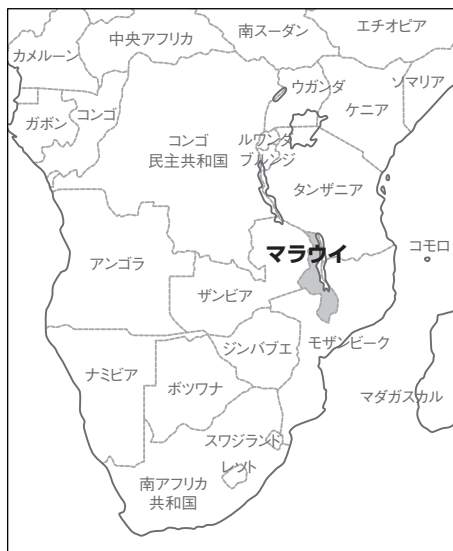 カメルーン
中央アフリカ
南スーダン
エチオピア
ガボン
コンゴ
ウガンダ
ソマリア
ケニア
コンゴ
民主共和国
ルワンダ
ブルンジ
タンザニア
マラウイ
コモロ
アンゴラ
ザンビア
モザンビーク
ジンバブエ
ナミビア
ボツワナ
マダガスカル
スワジランド
レソト
南アフリカ
共和国